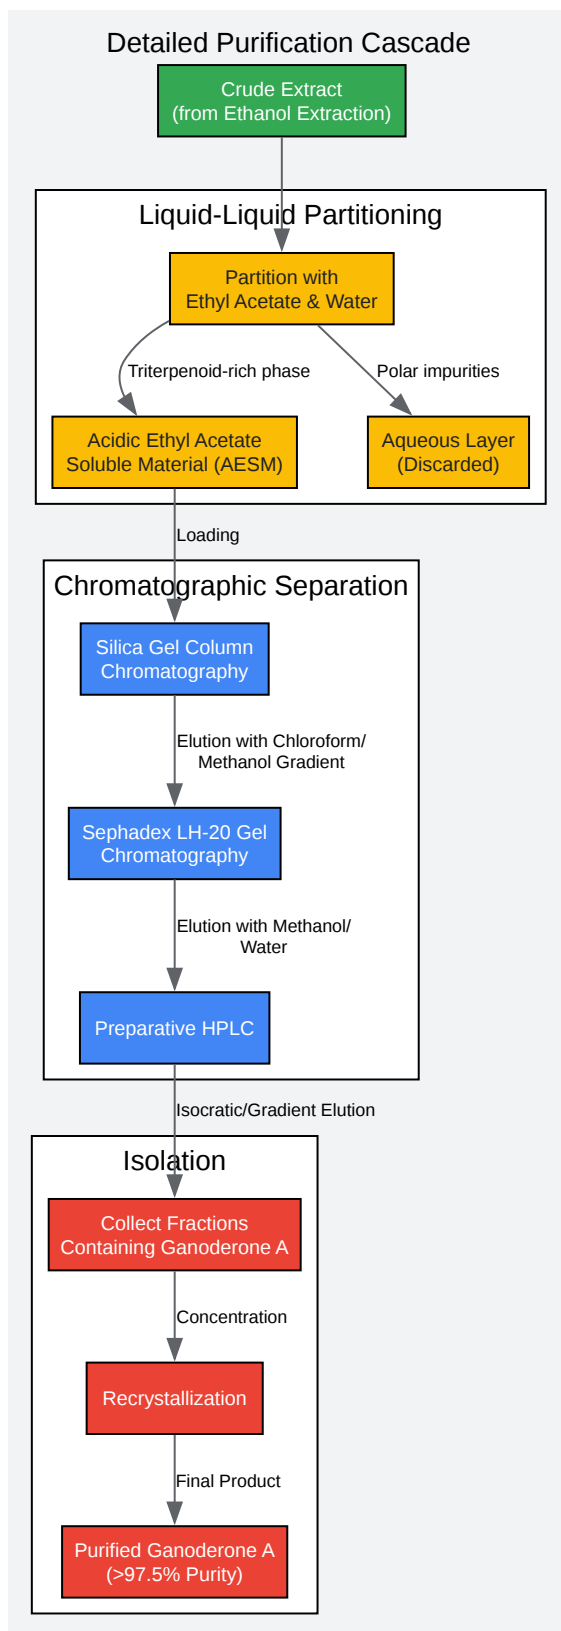 Detailed Purification Cascade
Crude Extract
(from Ethanol Extraction)
Liquid-Liquid Partitioning
Partition with
Ethyl Acetate & Water
Triterpenoid-rich phase
Polar impurities
Acidic Ethyl Acetate
Soluble Material (AESM)
Aqueous Layer
(Discarded)
Loading
Chromatographic Separation
Silica Gel Column
Chromatography
Elution with Chloroform/
Methanol Gradient
Sephadex LH-20 Gel
Chromatography
Elution with Methanol/
Water
Preparative HPLC
Isocratic/Gradient Elution
Isolation
Collect Fractions
Containing Ganoderone A
Concentration
Recrystallization
Final Product
Purified Ganoderone A
(>97.5% Purity)